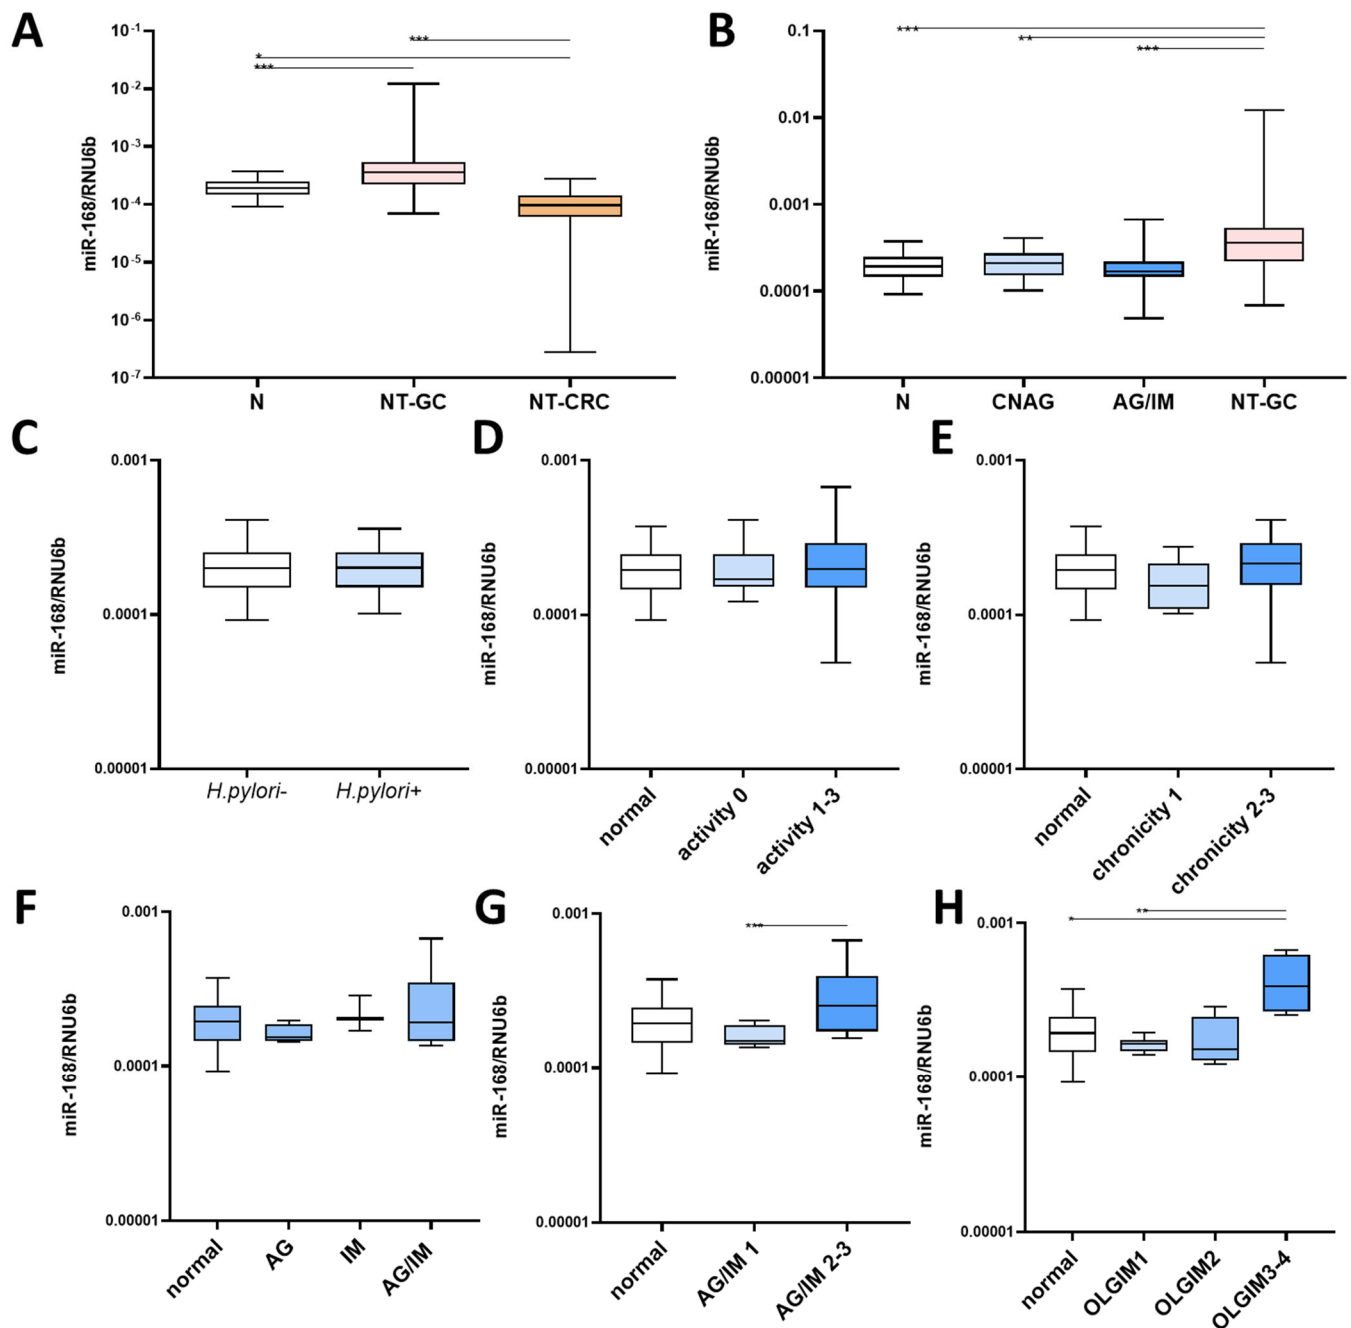 A
miR-168/RNU6b
10-1
10-2
10-3
10-4
10-5
10-6
10-7
***
*
***
N
NT-GC
NT-CRC
B
miR-168/RNU6b
0.1
0.01
0.001
0.0001
0.00001
***
**
***
N
CNAG
AG/IM
NT-GC
C
miR-168/RNU6b
0.001
0.0001
0.00001
H.pylori-
H.pylori+
D
miR-168/RNU6b
0.001
0.0001
0.00001
normal
activity 0
activity 1-3
E
miR-168/RNU6b
0.001
0.0001
0.00001
normal
chronicity 1
chronicity 2-3
F
miR-168/RNU6b
0.001
0.0001
0.00001
normal
AG
IM
AG/IM
G
miR-168/RNU6b
0.001
0.0001
0.00001
***
normal
AG/IM 1
AG/IM 2-3
H
miR-168/RNU6b
0.001
0.0001
0.00001
**
*
normal
OLGIM1
OLGIM2
OLGIM3-4